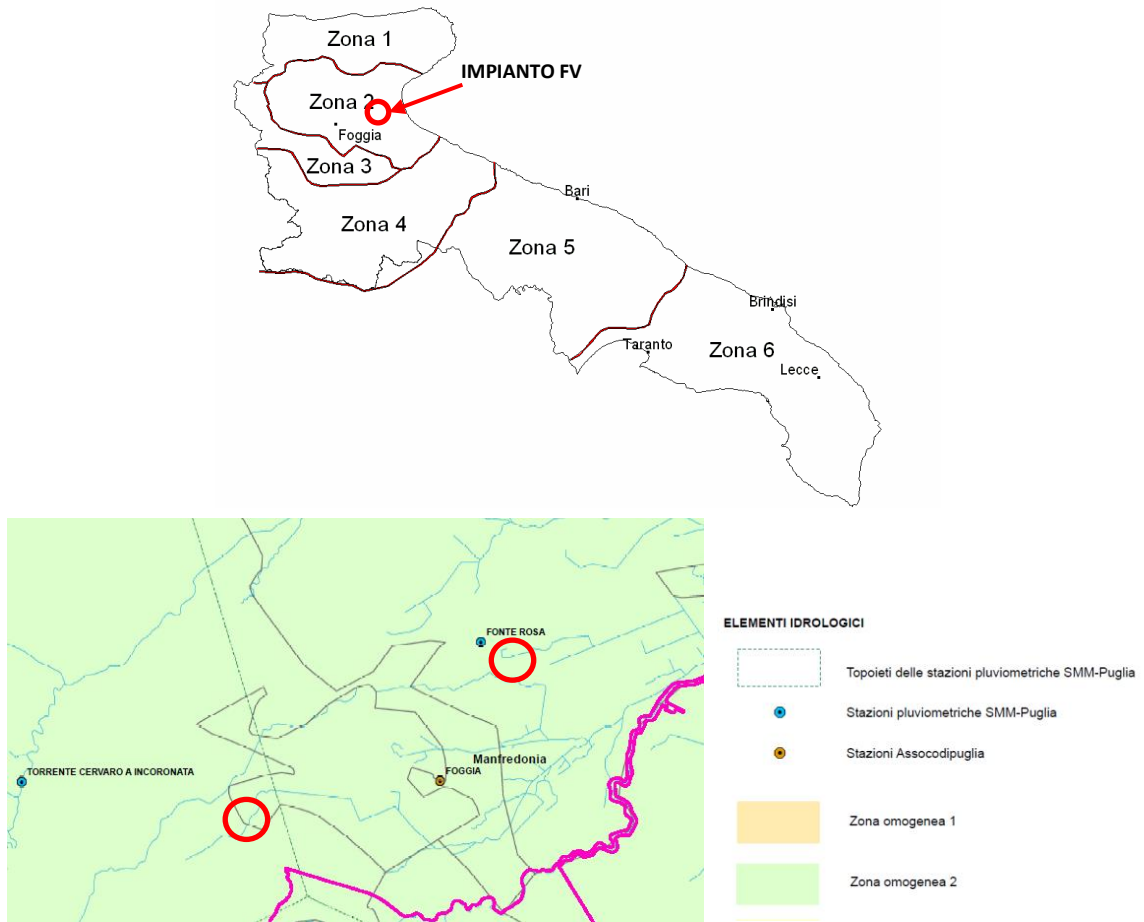 Zona 1
IMPIANTO FV
Zona 2
Foggia
Zona 3
Bari
Zona 4
Zona 5
Brindisi
Taranto
Zona 6
Lecce
FONTE ROSA
Manfredonia
TORRENTE CERVARO A INCORONATA
FOGGIA
ELEMENTI IDROLOGICI
Topoieti delle stazioni pluviometriche SMM-Puglia
Stazioni pluviometriche SMM-Puglia
Stazioni Assocodipuglia
Zona omogenea 1
Zona omogenea 2